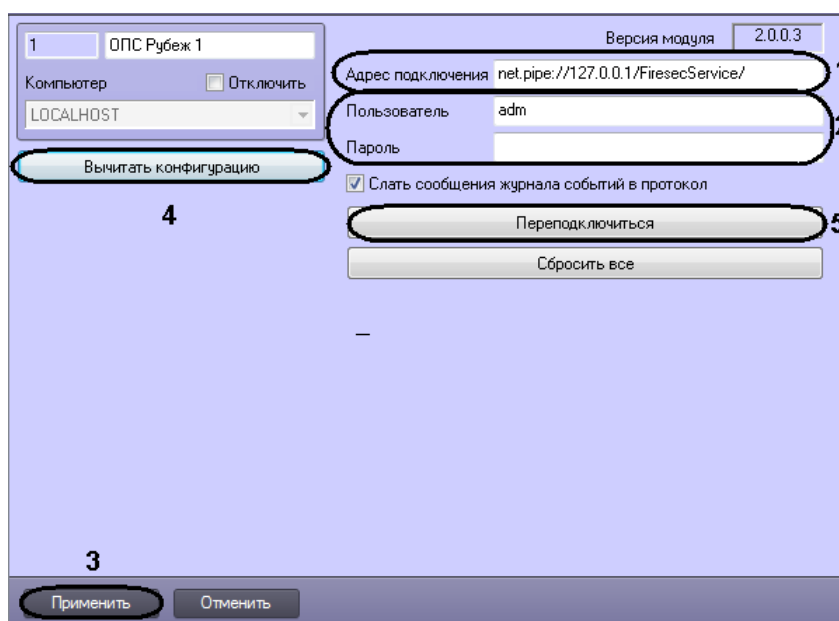 1 ОПС Рубеж 1
Компьютер Отключить
LOCALHOST
Вычитать конфигурацию
4
Версия модуля 2.0.0.3
Адрес подключения net.pipe://127.0.0.1/FiresecService/
Пользователь adm
Пароль
Слать сообщения журнала событий в протокол
Переподключиться 5
Сбросить все
3
Применить Отменить